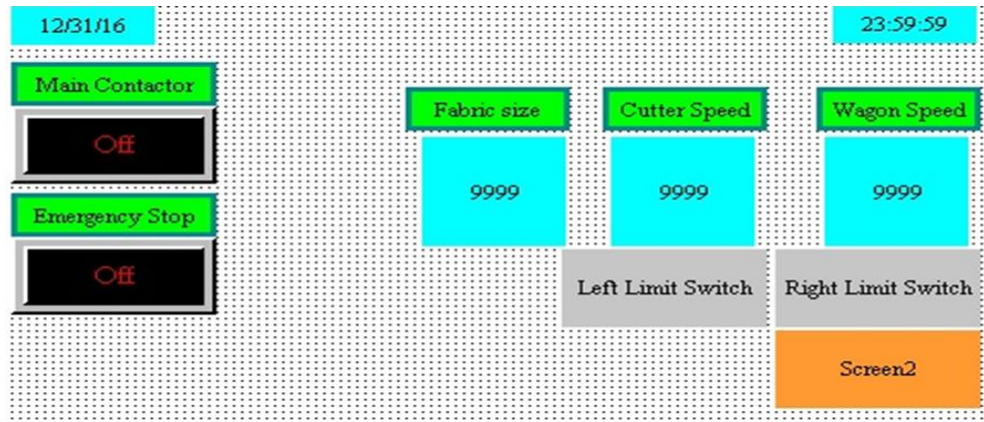 12/31/16
23:59:59
Main Contactor
Off
Emergency Stop
Off
Fabric size
Cutter Speed
Wagon Speed
9999
9999
9999
Left Limit Switch
Right Limit Switch
Screen2